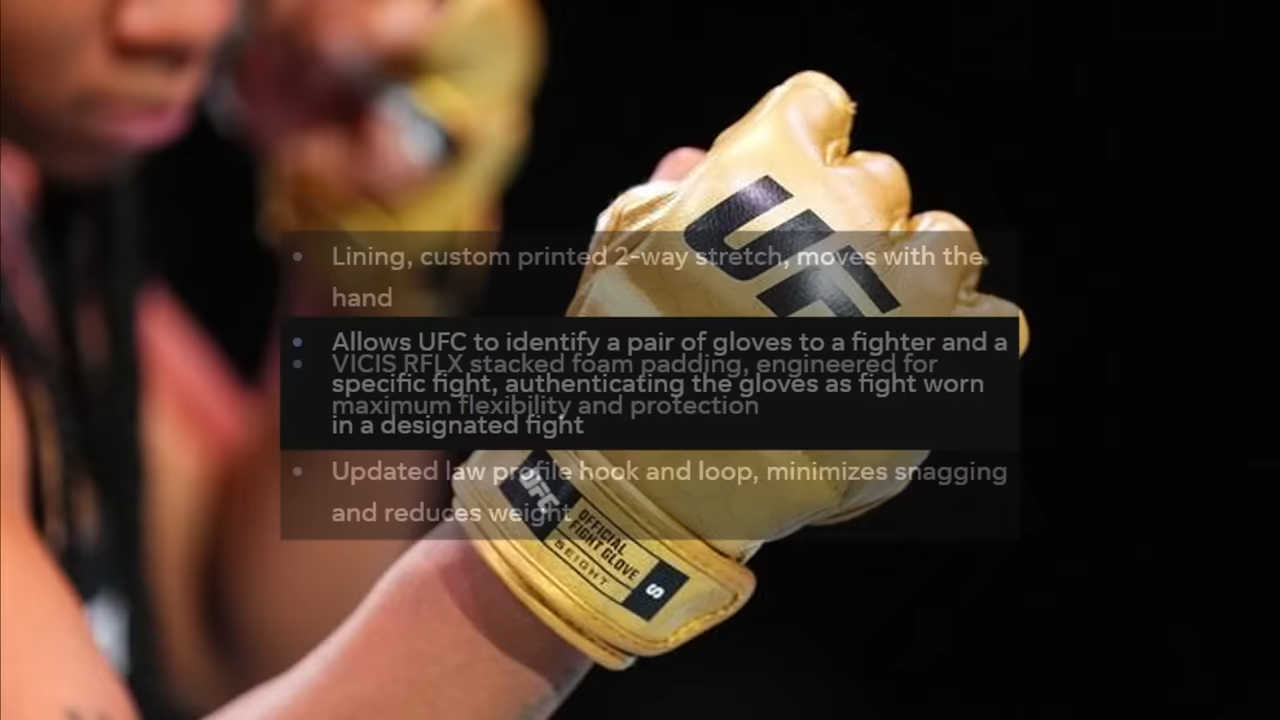 UFC
Lining, custom printed 2-way stretch, moves with the
hand
Allows UFC to identify a pair of gloves to a fighter and a
VICIS RFLX stacked foam padding, engineered for
specific fight, authenticating the gloves as fight worn
maximum flexibility and protection
in a designated fight
Updated law profile hook and loop, minimizes snagging
and reduces weight
UFC
OFFICIAL
FIGHT GLOVE
8EIGHT
S